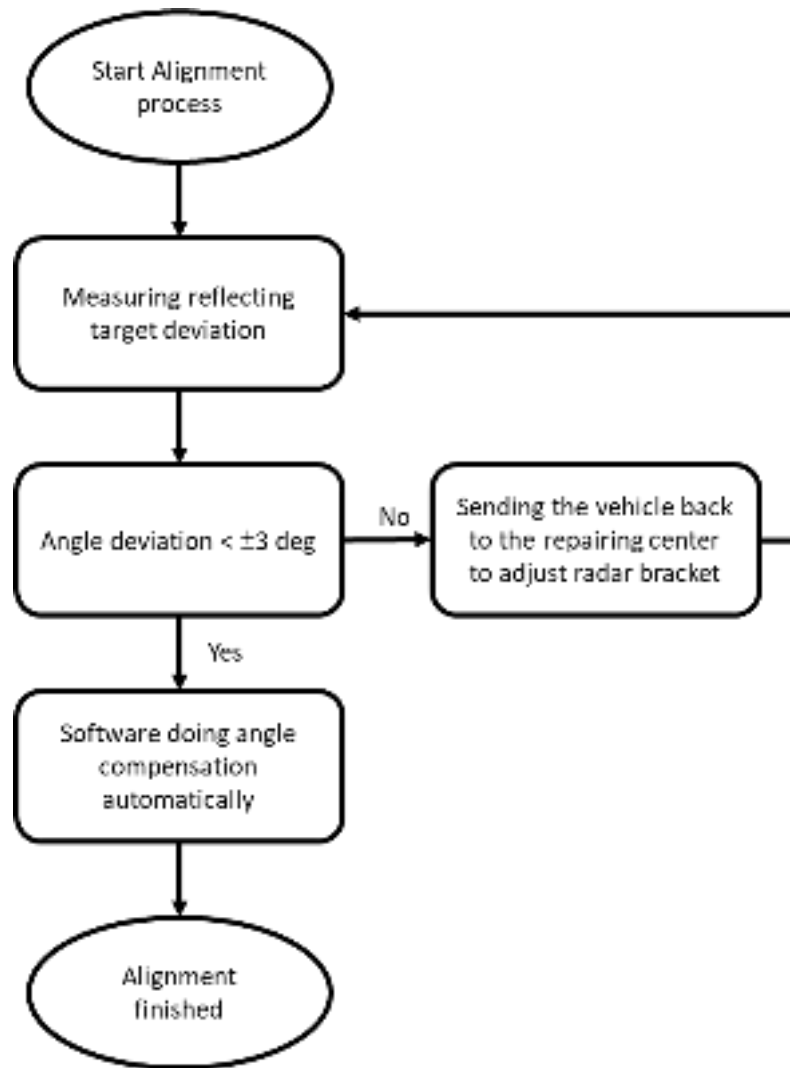 Start Alignment
process
Measuring reflecting
target deviation
Angle deviation < ±3 deg
No
Sending the vehicle back
to the repairing center
to adjust radar bracket
Yes
Software doing angle
compensation
automatically
Alignment
finished